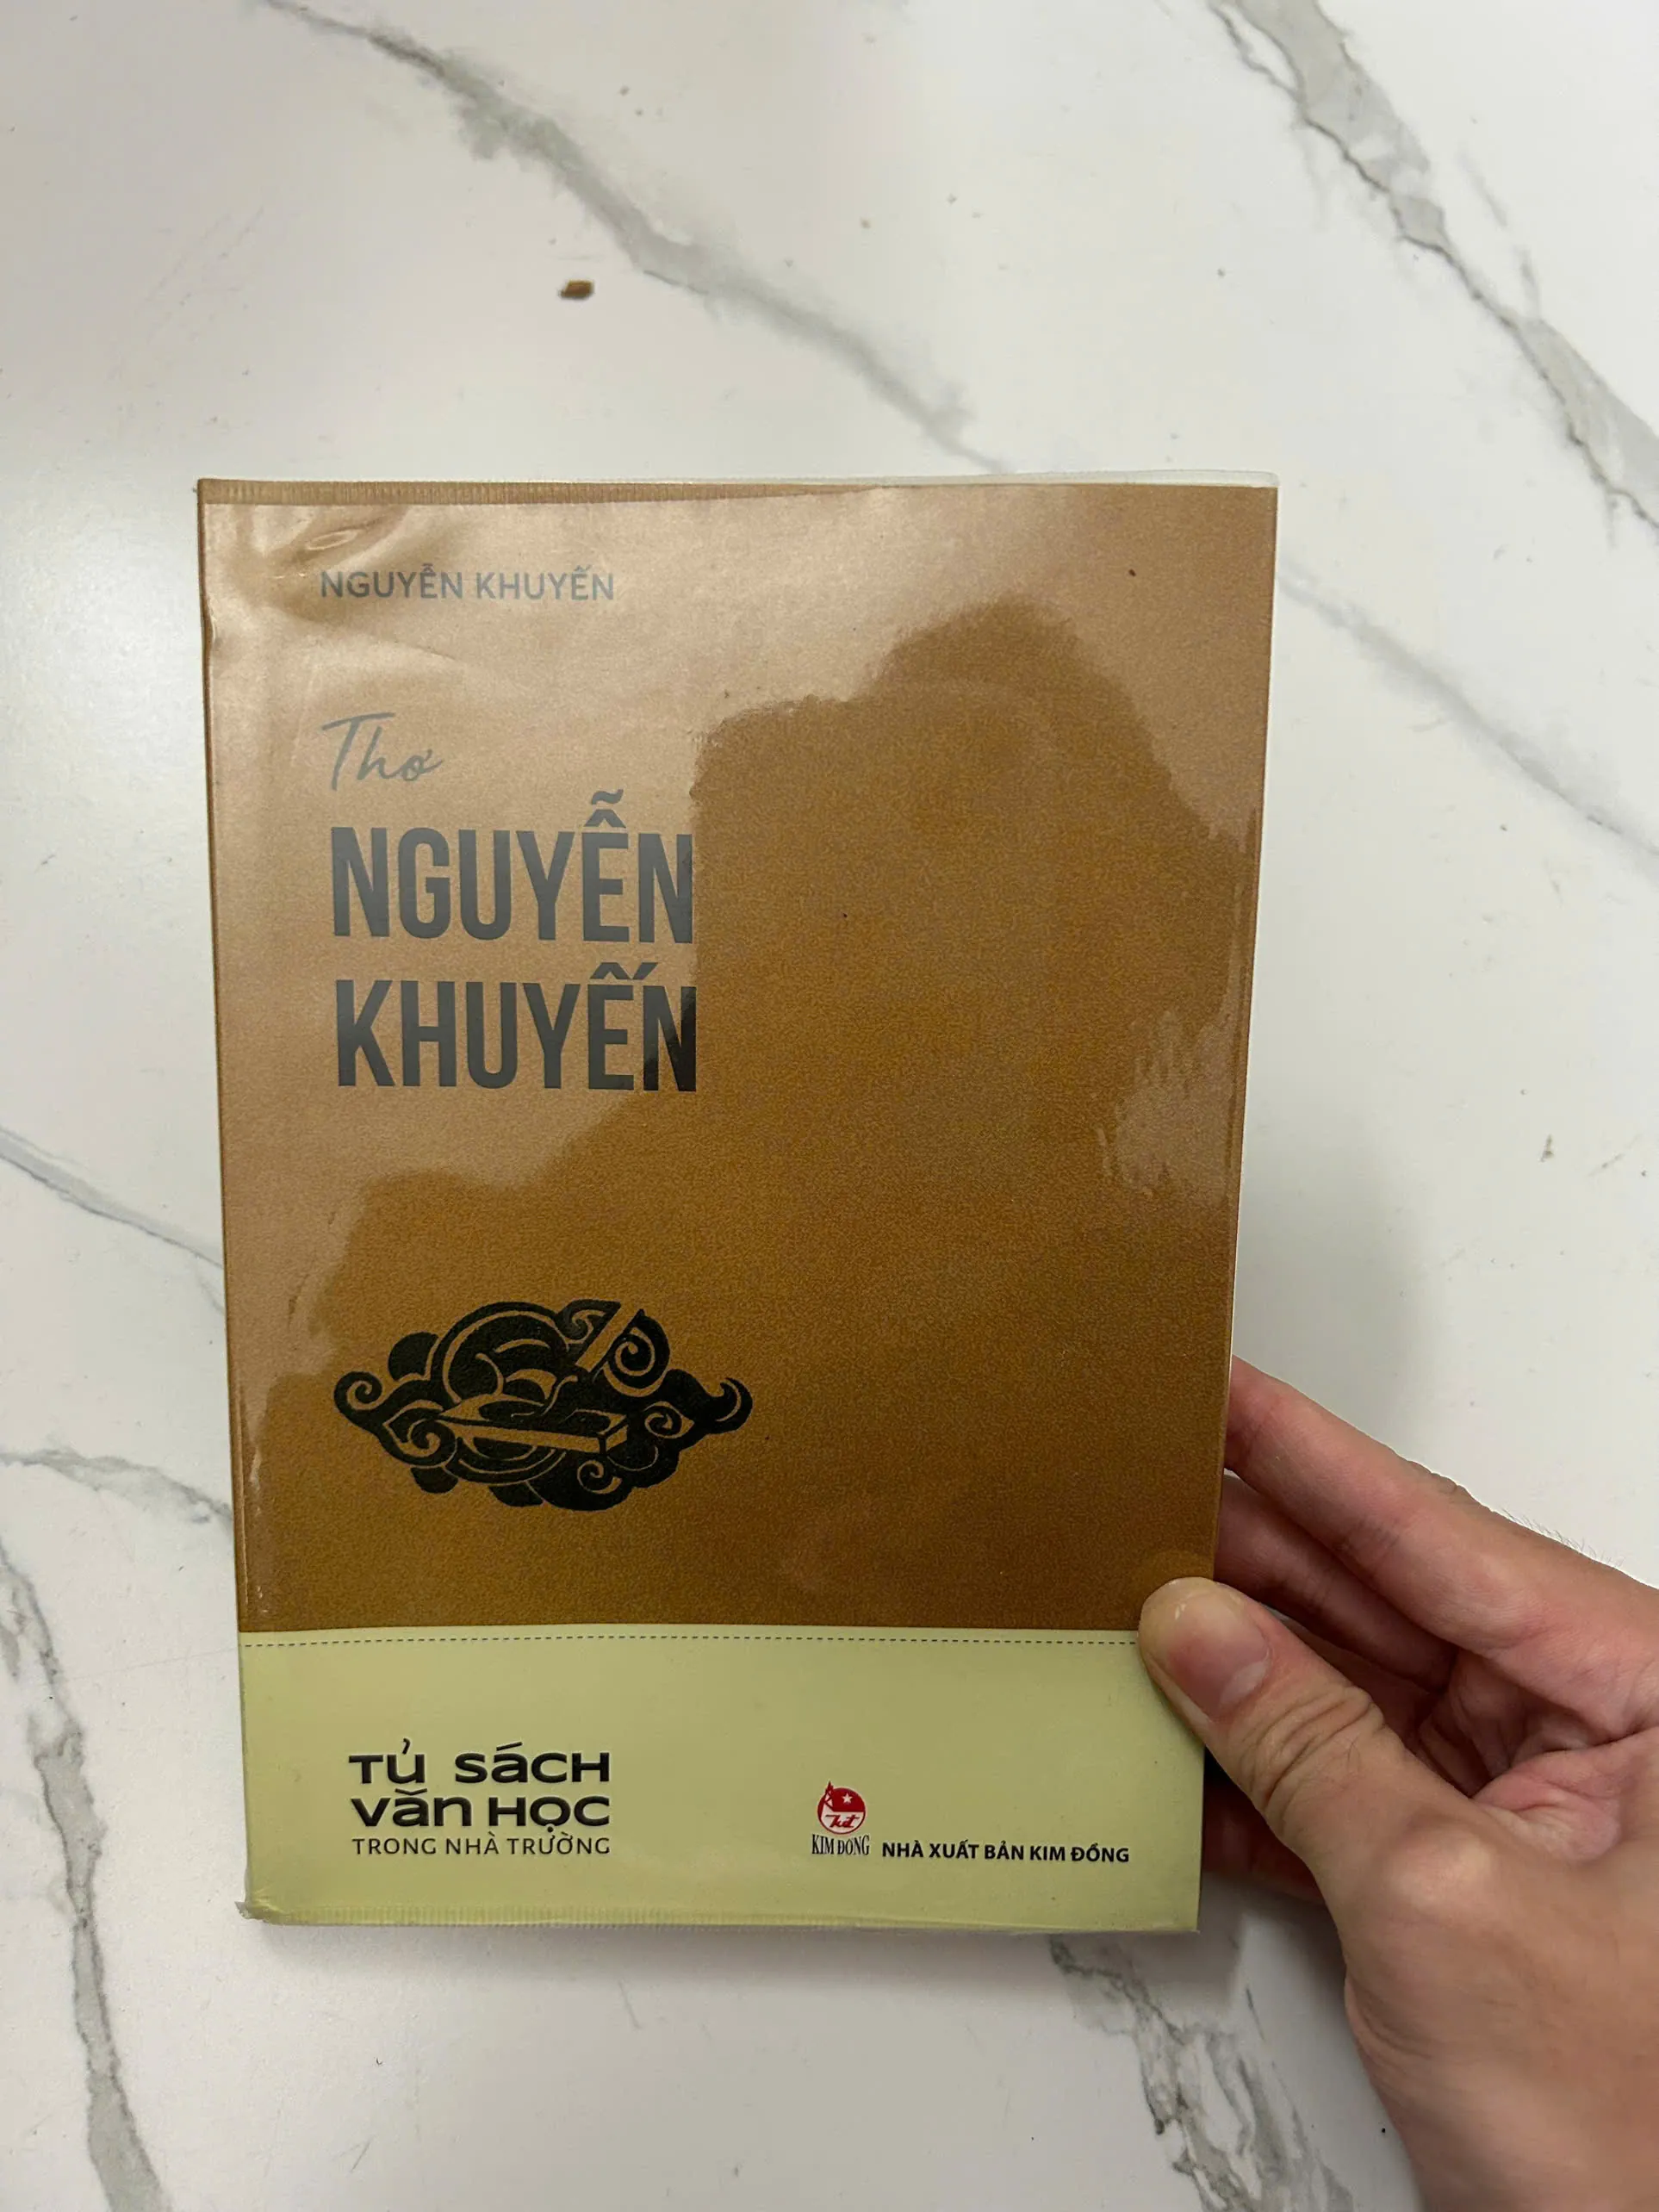 NGUYỄN KHUYẾN
Thơ
NGUYỄN
KHUYẾN
TỦ SÁCH
VĂN HỌC
TRONG NHÀ TRƯỜNG
Kđ
KIM ĐỒNG
NHÀ XUẤT BẢN KIM ĐỒNG